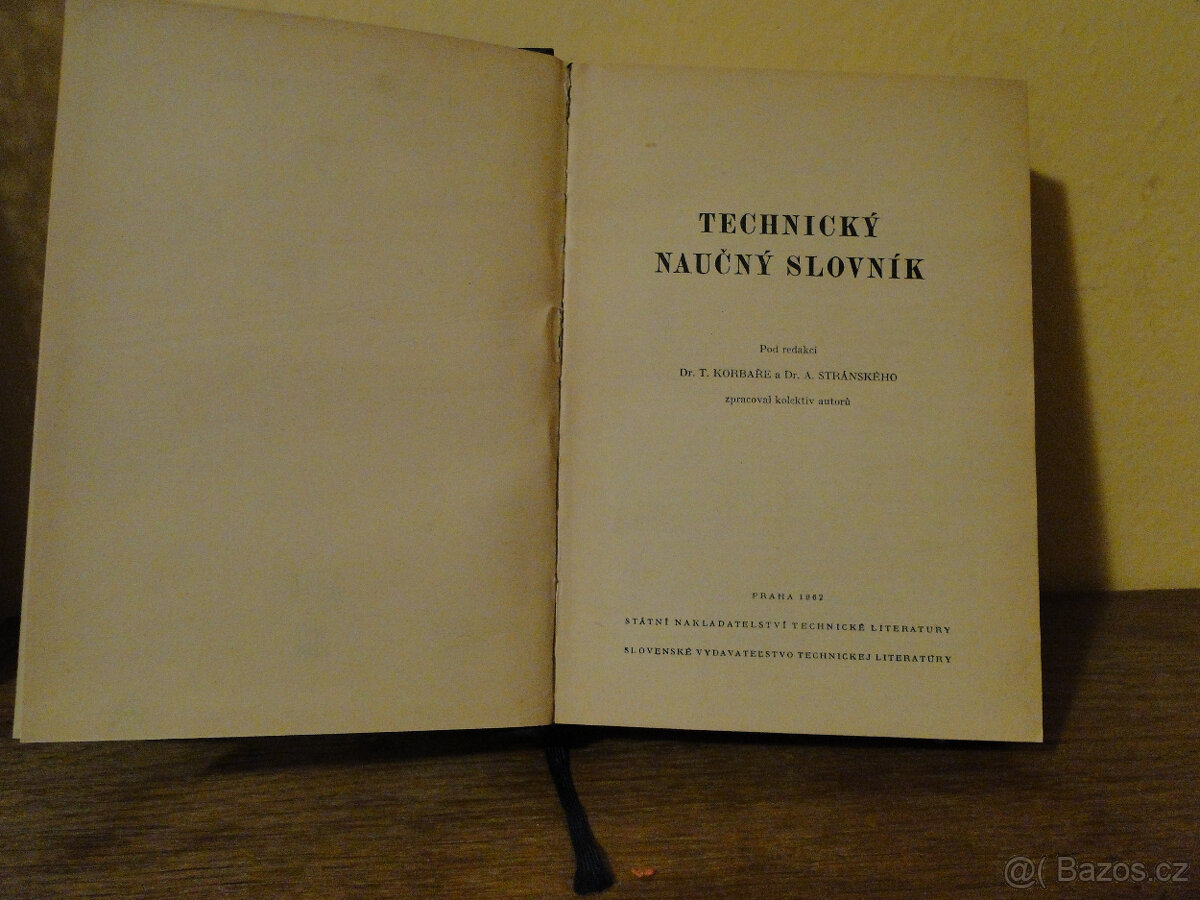 TECHNICKÝ
NAUČNÝ SLOVNÍK
Pod redakcí
Dr. T. KORBAŘE a Dr. A. STRÁNSKÉHO
zpracoval kolektiv autorů
PRAHA 1962
STÁTNÍ NAKLADATELSTVÍ TECHNICKÉ LITERATURY
SLOVENSKÉ VYDAVATEĽSTVO TECHNICKEJ LITERATÚRY
@( Bazos.cz